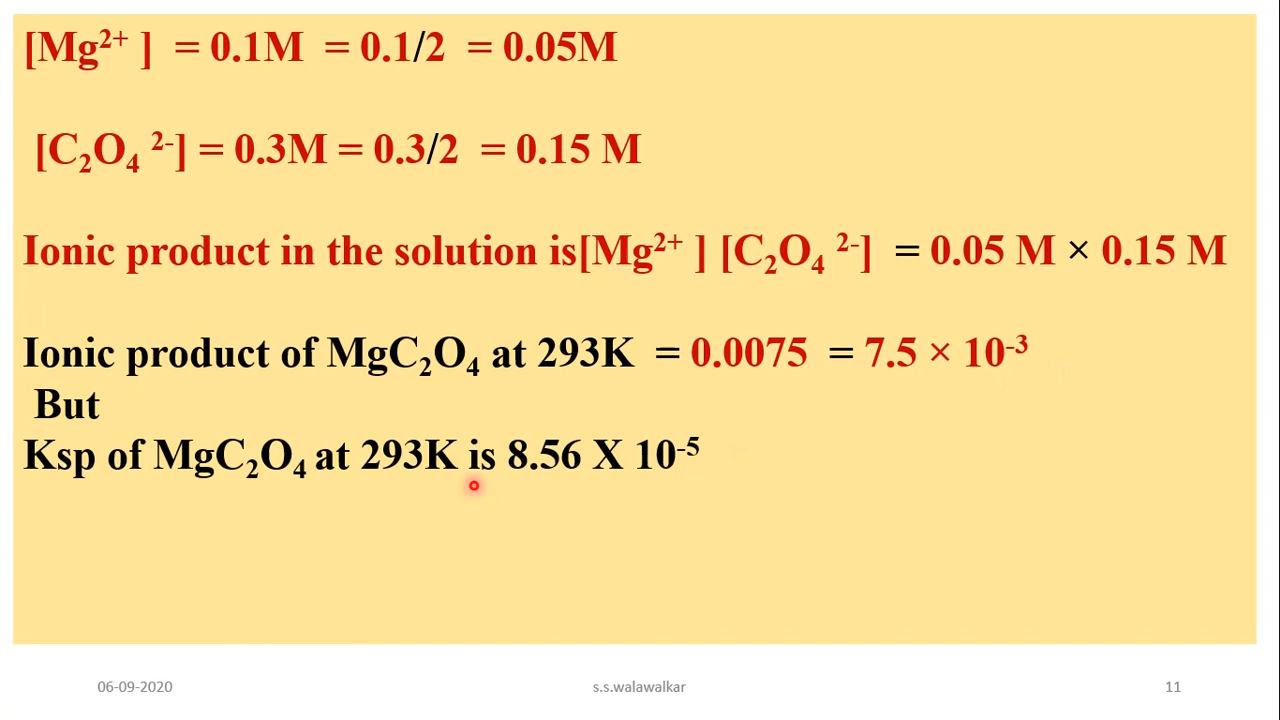 [Mg²⁺ ] = 0.1M = 0.1/2 = 0.05M
[C₂O₄ ²⁻] = 0.3M = 0.3/2 = 0.15 M
Ionic product in the solution is[Mg²⁺ ] [C₂O₄ ²⁻] = 0.05 M × 0.15 M
Ionic product of MgC₂O₄ at 293K = 0.0075 = 7.5 × 10⁻³
But
Ksp of MgC₂O₄ at 293K is 8.56 X 10⁻⁵
06-09-2020 s.s.walawalkar 11